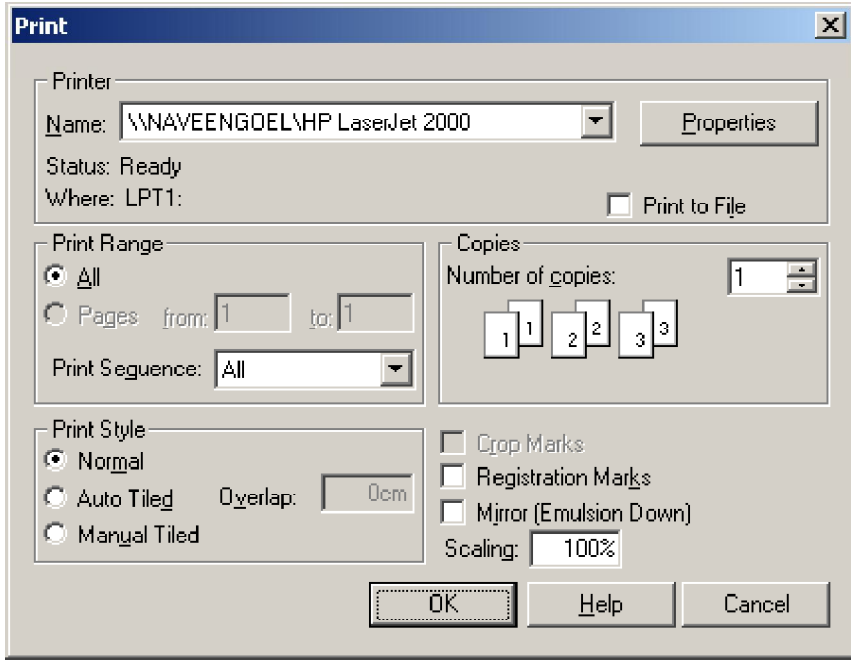 Print
Printer
Name: \\NAVEENGOEL\HP LaserJet 2000 Properties
Status: Ready
Where: LPT1: Print to File
Print Range
All
Pages from: 1 to: 1
Print Seguence: All
Copies
Number of copies: 1
1 1 2 2 3 3
Print Style
Normal
Auto Tiled Overlap: 0cm
Manual Tiled
Crop Marks
Registration Marks
Mirror (Emulsion Down)
Scaling: 100%
OK Help Cancel